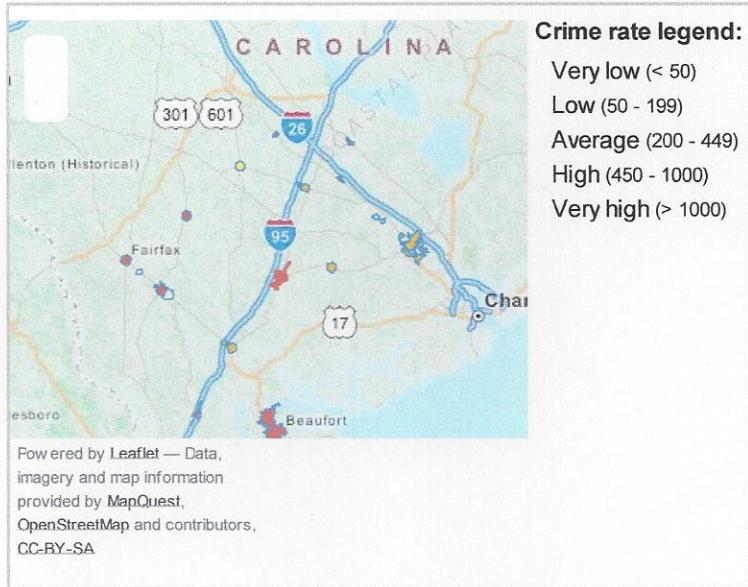 CAROLINA
COASTAL
301
601
26
llenton (Historical)
95
Fairfax
17
Char
esboro
Beaufort
Powered by Leaflet — Data,
imagery and map information
provided by MapQuest,
OpenStreetMap and contributors,
CC-BY-SA
Crime rate legend:
Very low (< 50)
Low (50 - 199)
Average (200 - 449)
High (450 - 1000)
Very high (> 1000)